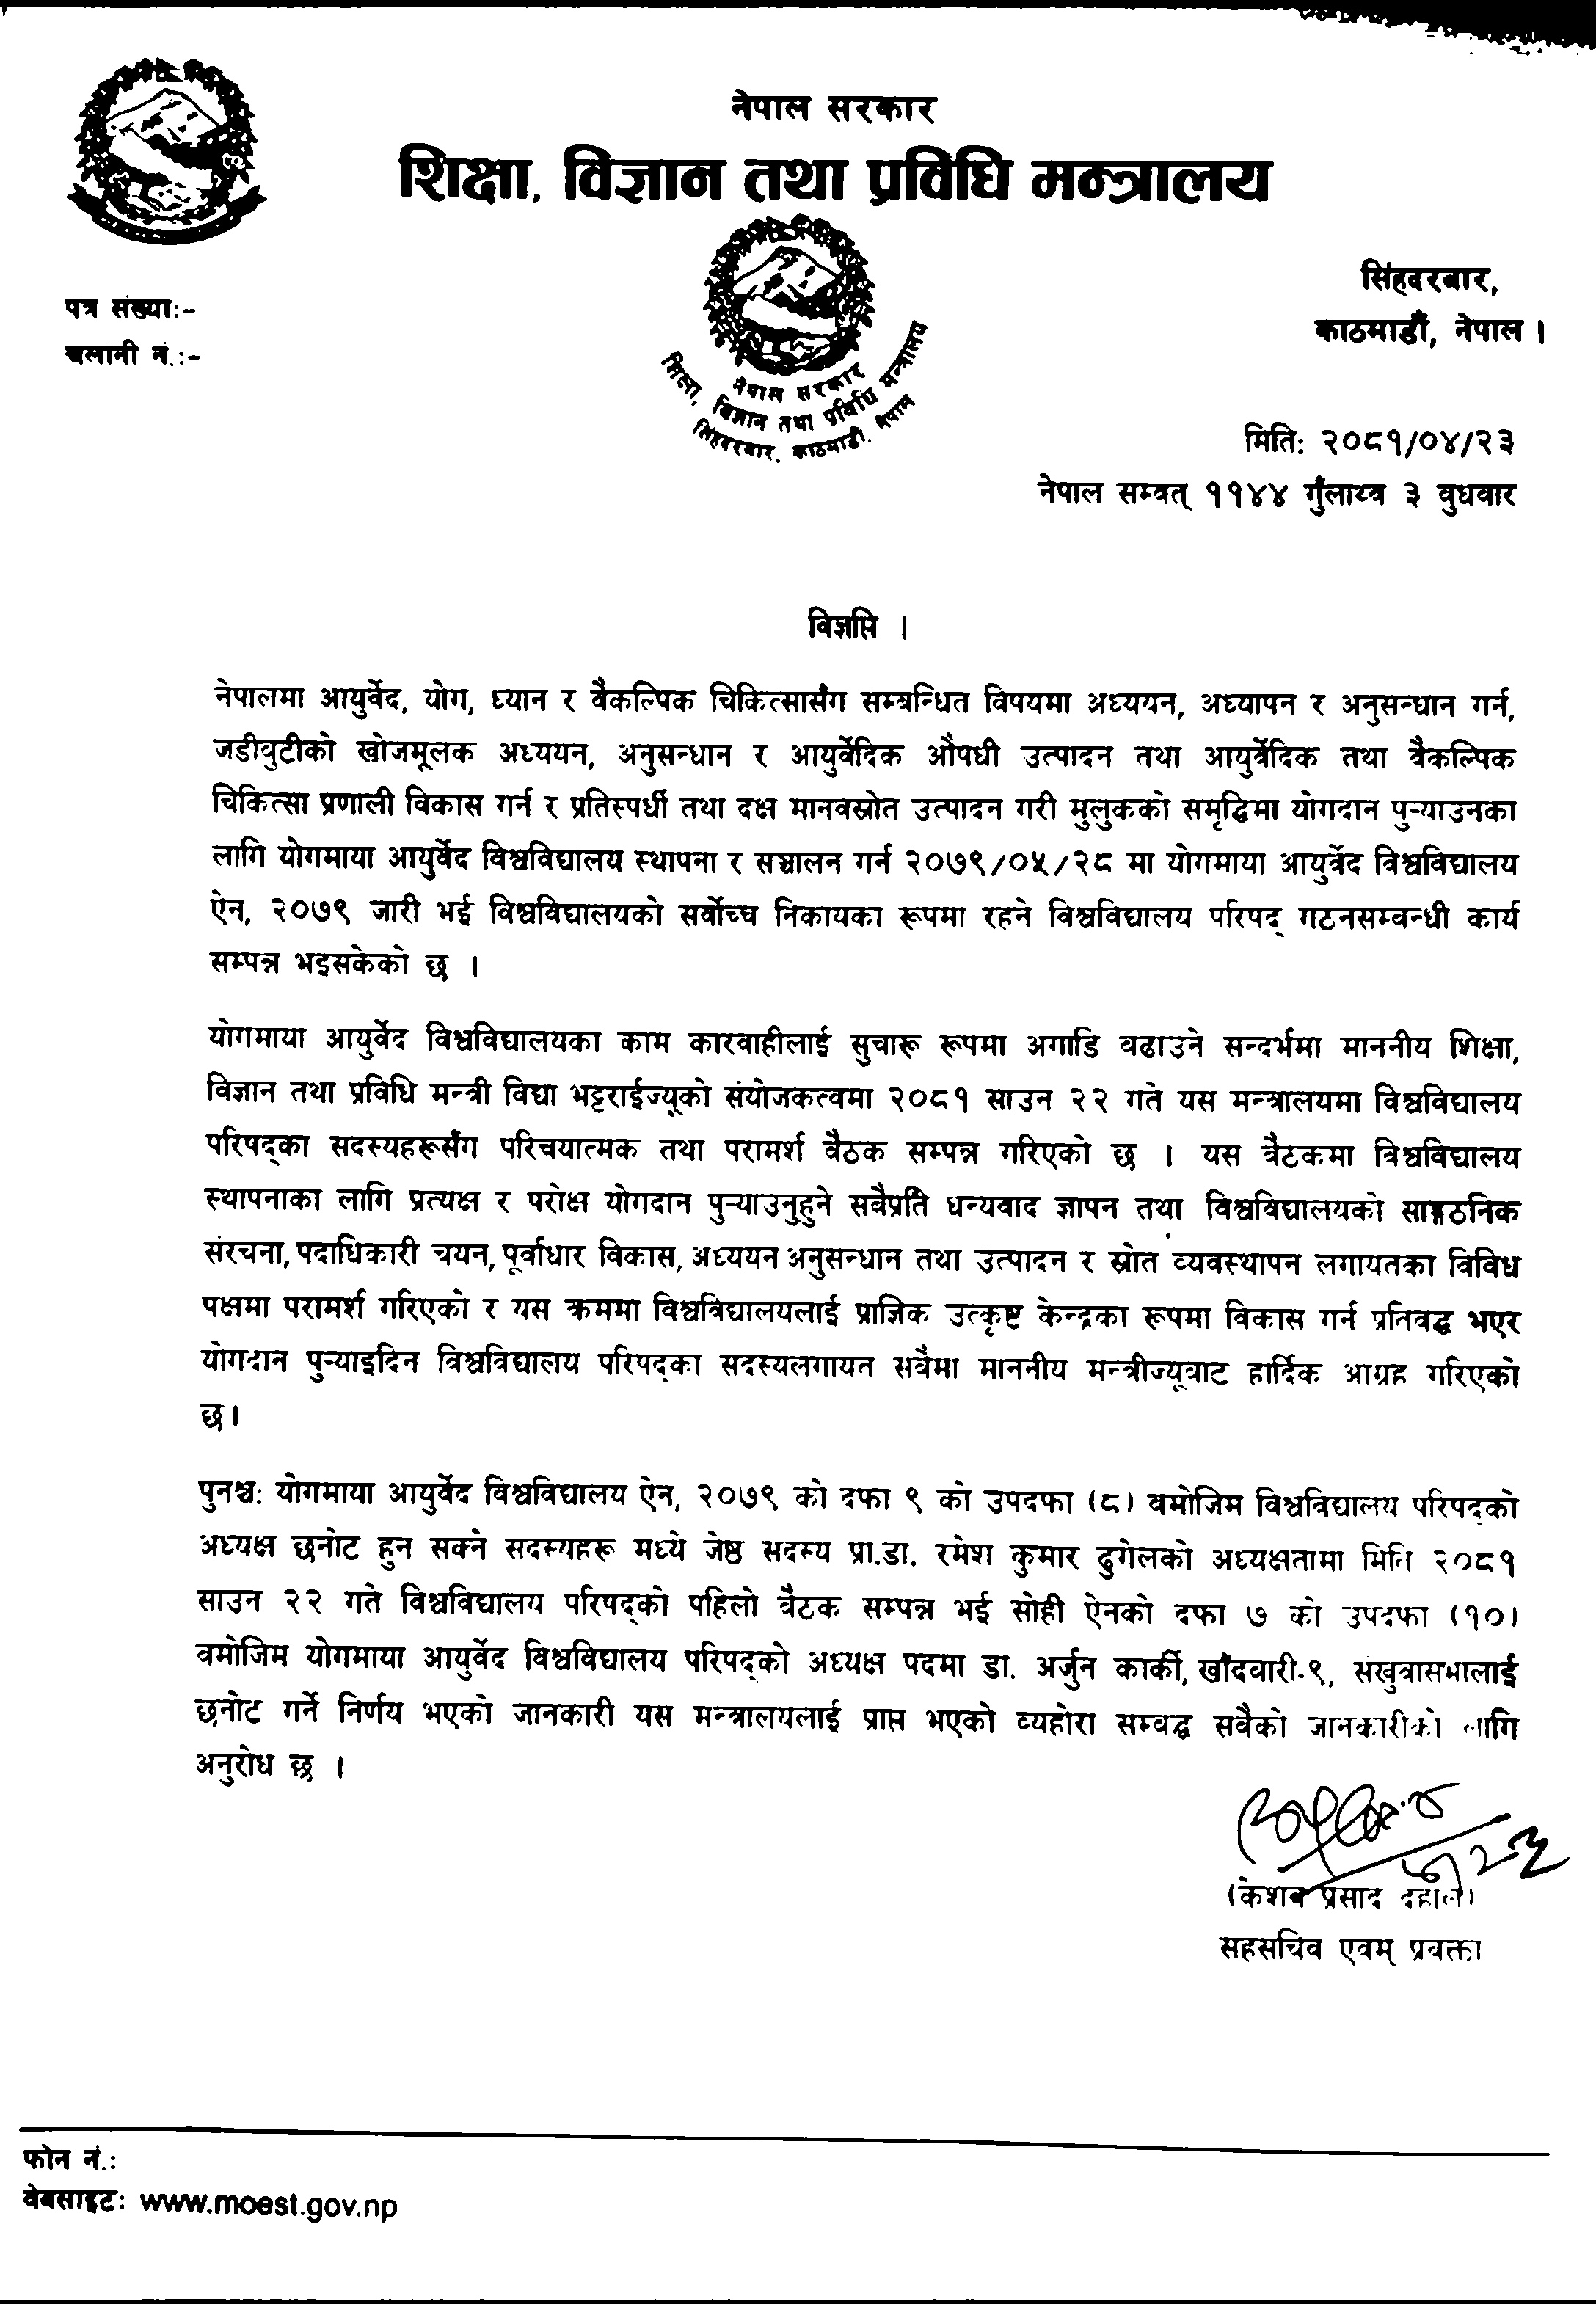 नेपाल सरकार
शिक्षा, विज्ञान तथा प्रविधि मन्त्रालय
पत्र संख्याः-
चलानी नं.:-
नेपाल सरकार
शिक्षा, विज्ञान तथा प्रविधि मन्त्रालय
सिंहदरबार, काठमाडौं, नेपाल
सिंहदरबार,
काठमाडौं, नेपाल ।
मिति: २०८१/०४/२३
नेपाल सम्वत् ११४४ गुँलाथ्व ३ बुधवार
विज्ञप्ति ।
नेपालमा आयुर्वेद, योग, ध्यान र वैकल्पिक चिकित्सासँग सम्बन्धित विषयमा अध्ययन, अध्यापन र अनुसन्धान गर्न,
जडीबुटीको खोजमूलक अध्ययन, अनुसन्धान र आयुर्वेदिक औषधी उत्पादन तथा आयुर्वेदिक तथा वैकल्पिक
चिकित्सा प्रणाली विकास गर्न र प्रतिस्पर्धी तथा दक्ष मानवस्रोत उत्पादन गरी मुलुकको समृद्धिमा योगदान पुर्‍याउनका
लागि योगमाया आयुर्वेद विश्वविद्यालय स्थापना र सञ्चालन गर्न २०७९/०५/२८ मा योगमाया आयुर्वेद विश्वविद्यालय
ऐन, २०७९ जारी भई विश्वविद्यालयको सर्वोच्च निकायका रूपमा रहने विश्वविद्यालय परिषद् गठनसम्बन्धी कार्य
सम्पन्न भइसकेको छ ।
योगमाया आयुर्वेद विश्वविद्यालयका काम कारवाहीलाई सुचारू रूपमा अगाडि बढाउने सन्दर्भमा माननीय शिक्षा,
विज्ञान तथा प्रविधि मन्त्री विद्या भट्टराईज्यूको संयोजकत्वमा २०८१ साउन २२ गते यस मन्त्रालयमा विश्वविद्यालय
परिषद्का सदस्यहरूसँग परिचयात्मक तथा परामर्श बैठक सम्पन्न गरिएको छ । यस बैठकमा विश्वविद्यालय
स्थापनाका लागि प्रत्यक्ष र परोक्ष योगदान पुर्‍याउनुहुने सवैप्रति धन्यवाद ज्ञापन तथा विश्वविद्यालयको साङ्गठनिक
संरचना, पदाधिकारी चयन, पूर्वाधार विकास, अध्ययन अनुसन्धान तथा उत्पादन र स्रोत व्यवस्थापन लगायतका विविध
पक्षमा परामर्श गरिएको र यस क्रममा विश्वविद्यालयलाई प्राज्ञिक उत्कृष्ट केन्द्रका रूपमा विकास गर्न प्रतिबद्ध भएर
योगदान पुर्‍याइदिन विश्वविद्यालय परिषद्का सदस्यलगायत सवैमा माननीय मन्त्रीज्यूबाट हार्दिक आग्रह गरिएको
छ।
पुनश्च: योगमाया आयुर्वेद विश्वविद्यालय ऐन, २०७९ को दफा ९ को उपदफा (८) बमोजिम विश्वविद्यालय परिषद्को
अध्यक्ष छनोट हुन सक्ने सदस्यहरू मध्ये जेष्ठ सदस्य प्रा.डा. रमेश कुमार ढुंगेलको अध्यक्षतामा मिति २०८१
साउन २२ गते विश्वविद्यालय परिषद्को पहिलो बैठक सम्पन्न भई सोही ऐनको दफा ७ को उपदफा (१०)
बमोजिम योगमाया आयुर्वेद विश्वविद्यालय परिषद्को अध्यक्ष पदमा डा. अर्जुन कार्की, खाँदबारी-९, संखुवासभालाई
छनोट गर्ने निर्णय भएको जानकारी यस मन्त्रालयलाई प्राप्त भएको व्यहोरा सम्बद्ध सवैको जानकारीको लागि
अनुरोध छ ।
(केशव प्रसाद दहाल)
सहसचिव एवम् प्रवक्ता
फोन नं.:
वेबसाइट: www.moest.gov.np